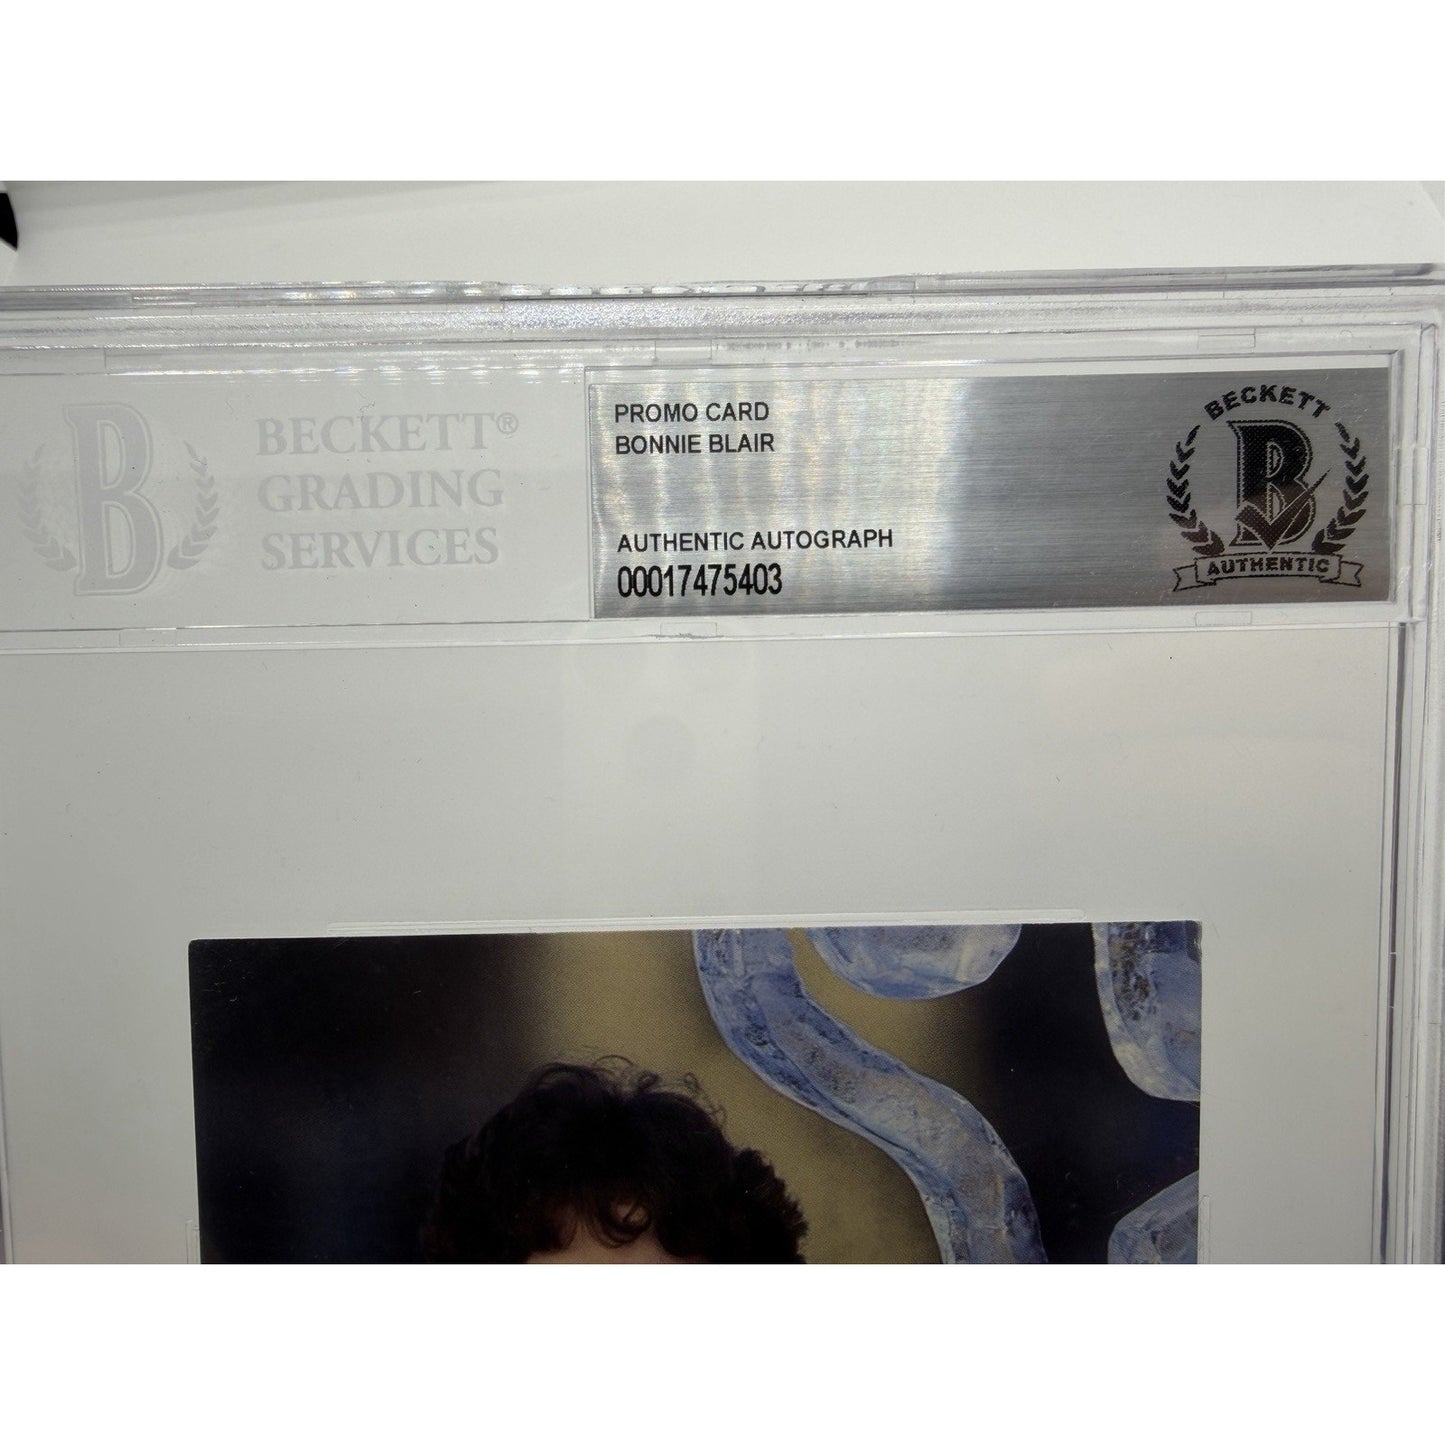 BECKETT®
GRADING
SERVICES
B
PROMO CARD
BONNIE BLAIR
AUTHENTIC AUTOGRAPH
00017475403
BECKETT
B
AUTHENTIC